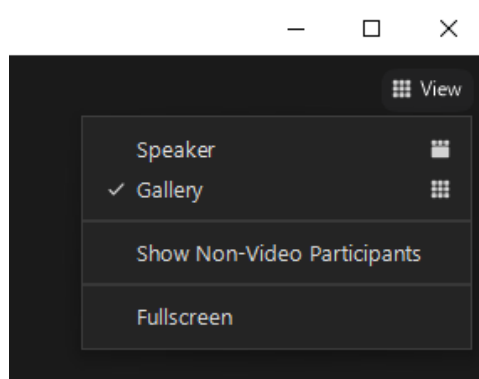 View
Speaker
Gallery
Show Non-Video Participants
Fullscreen